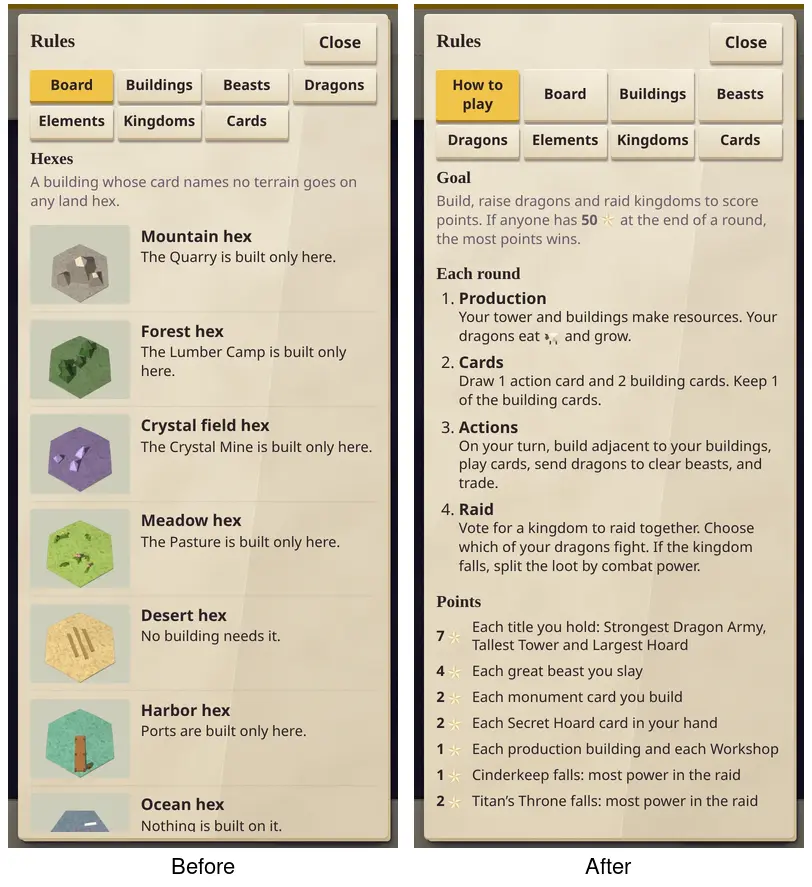 Rules
Close
Board
Buildings
Beasts
Dragons
Elements
Kingdoms
Cards
Hexes
A building whose card names no terrain goes on
any land hex.
Mountain hex
The Quarry is built only here.
Forest hex
The Lumber Camp is built only
here.
Crystal field hex
The Crystal Mine is built only here.
Meadow hex
The Pasture is built only here.
Desert hex
No building needs it.
Harbor hex
Ports are built only here.
Ocean hex
Nothing is built on it.
Before
Rules
Close
How to
play
Board
Buildings
Beasts
Dragons
Elements
Kingdoms
Cards
Goal
Build, raise dragons and raid kingdoms to score
points. If anyone has 50 at the end of a round,
the most points wins.
Each round
1. Production
Your tower and buildings make resources. Your
dragons eat and grow.
2. Cards
Draw 1 action card and 2 building cards. Keep 1
of the building cards.
3. Actions
On your turn, build adjacent to your buildings,
play cards, send dragons to clear beasts, and
trade.
4. Raid
Vote for a kingdom to raid together. Choose
which of your dragons fight. If the kingdom
falls, split the loot by combat power.
Points
7 Each title you hold: Strongest Dragon Army,
Tallest Tower and Largest Hoard
4 Each great beast you slay
2 Each monument card you build
2 Each Secret Hoard card in your hand
1 Each production building and each Workshop
1 Cinderkeep falls: most power in the raid
2 Titan’s Throne falls: most power in the raid
After